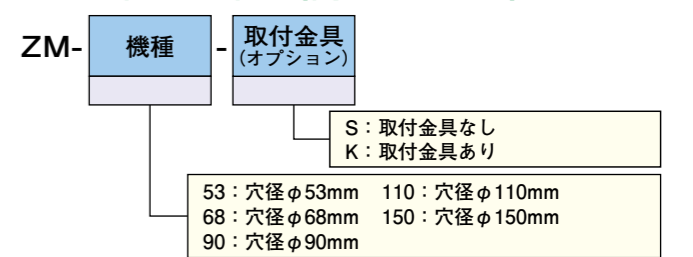 ZM- 機種 - 取付金具
(オプション)
S：取付金具なし
K：取付金具あり
53：穴径φ53mm 110：穴径φ110mm
68：穴径φ68mm 150：穴径φ150mm
90：穴径φ90mm